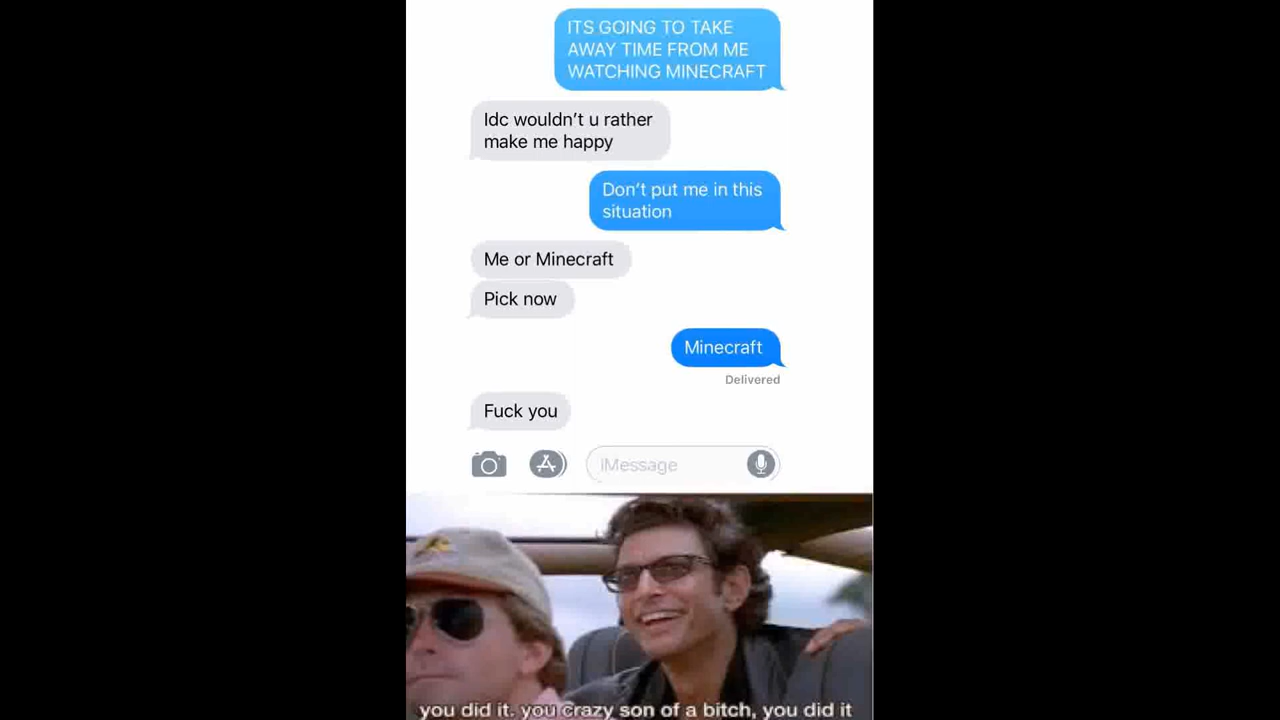 ITS GOING TO TAKE
AWAY TIME FROM ME
WATCHING MINECRAFT
Idc wouldn't u rather
make me happy
Don't put me in this
situation
Me or Minecraft
Pick now
Minecraft
Delivered
Fuck you
iMessage
you did it. you crazy son of a bitch, you did it